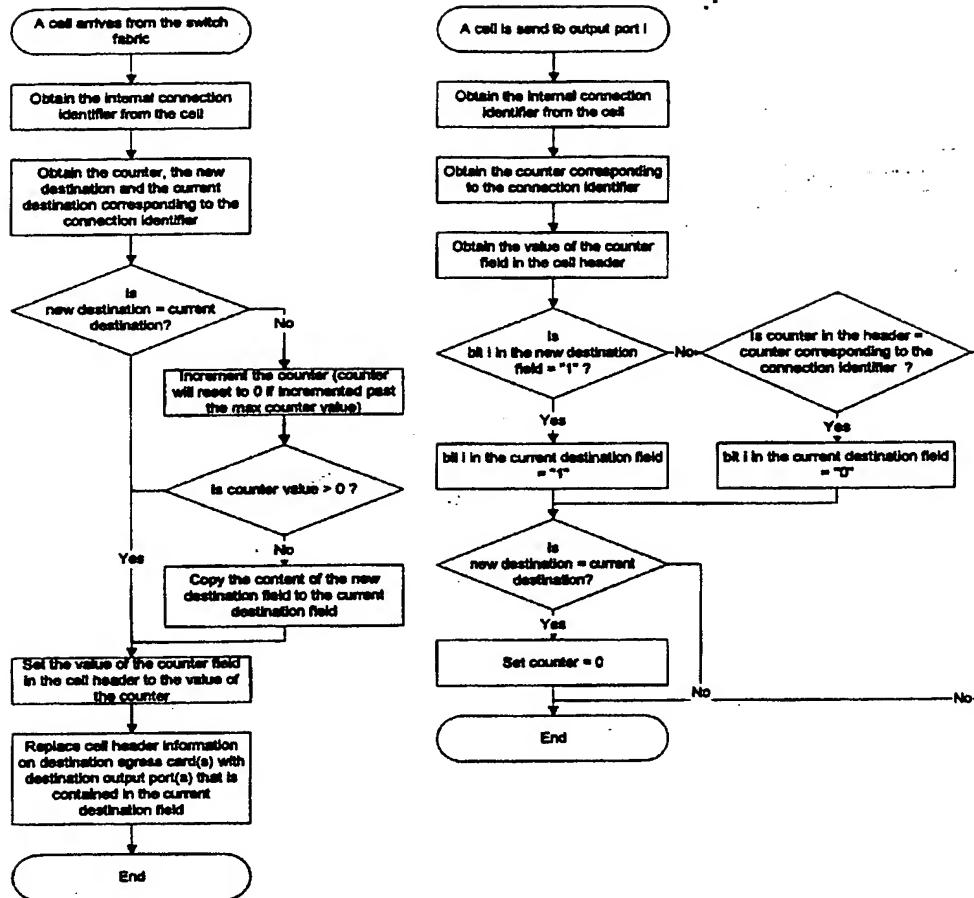 A cell arrives from the switch
fabric
Obtain the internal connection
identifier from the cell
Obtain the counter, the new
destination and the current
destination corresponding to the
connection identifier
Is
new destination = current
destination?
No
Increment the counter (counter
will reset to 0 if incremented past
the max counter value)
Is counter value > 0 ?
No
Yes
Copy the content of the new
destination field to the current
destination field
Set the value of the counter field
in the cell header to the value of
the counter
Replace cell header information
on destination egress card(s) with
destination output port(s) that is
contained in the current
destination field
End
A cell is send to output port i
Obtain the internal connection
identifier from the cell
Obtain the counter corresponding
to the connection identifier
Obtain the value of the counter
field in the cell header
Is
bit i in the new destination
field = "1" ?
No
Is counter in the header =
counter corresponding to the
connection identifier ?
Yes
Yes
bit i in the current destination field
= "1"
bit i in the current destination field
= "0"
Is
new destination = current
destination?
Yes
Set counter = 0
No
No
End